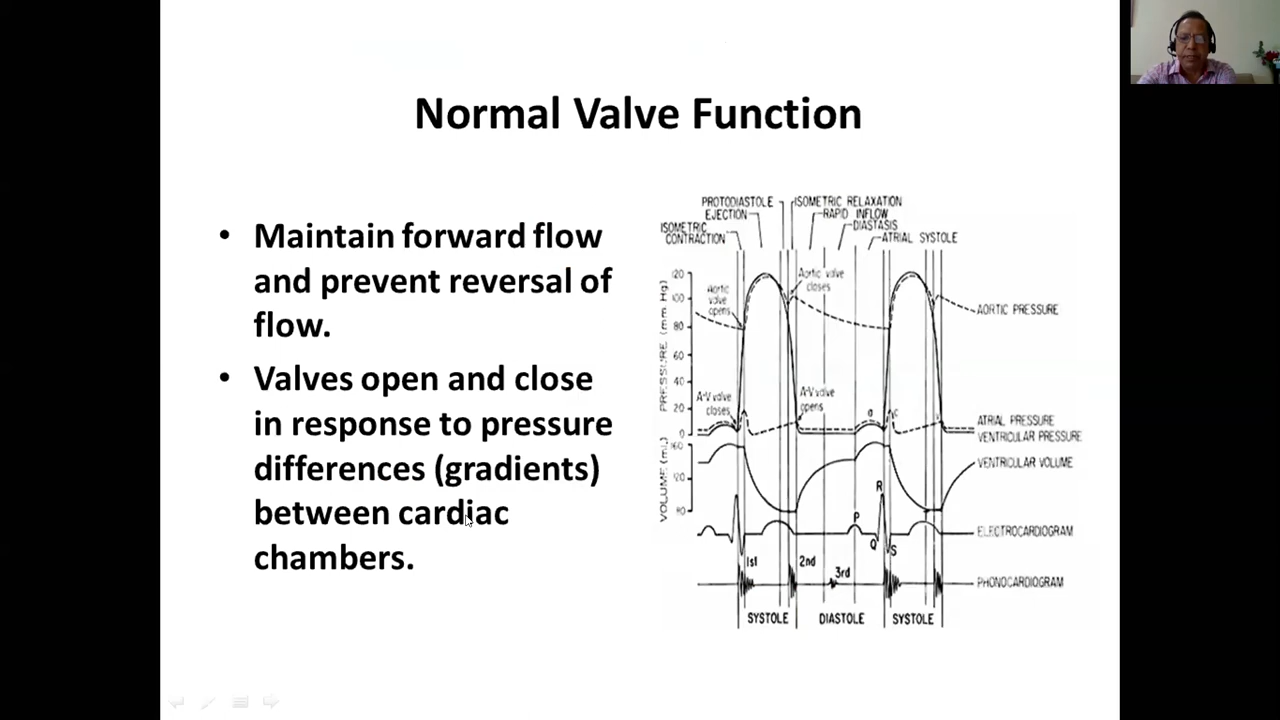 Normal Valve Function
• Maintain forward flow
and prevent reversal of
flow.
• Valves open and close
in response to pressure
differences (gradients)
between cardiac
chambers.
PROTODIASTOLE
EJECTION
ISOMETRIC
CONTRACTION
ISOMETRIC RELAXATION
RAPID INFLOW
DIASTASIS
ATRIAL SYSTOLE
PRESSURE (mm Hg)
120
100
80
60
40
20
0
Aortic
valve
opens
Aortic valve
closes
A-V valve
closes
A-V valve
opens
a
c
AORTIC PRESSURE
ATRIAL PRESSURE
VENTRICULAR PRESSURE
VOLUME (ml)
120
VENTRICULAR VOLUME
R
P
Q
S
T
ELECTROCARDIOGRAM
1st
2nd
3rd
PHONOCARDIOGRAM
SYSTOLE
DIASTOLE
SYSTOLE